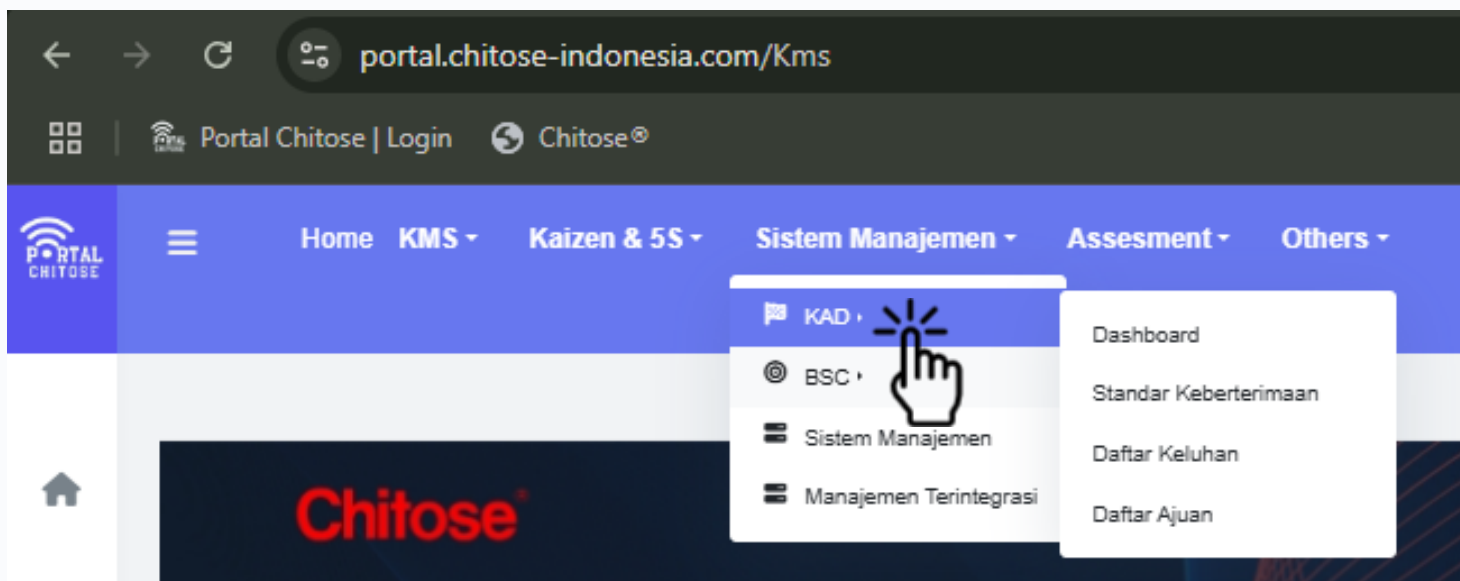 portal.chitose-indonesia.com/Kms
Portal Chitose | Login Chitose®
PORTAL CHITOSE
Home KMS Kaizen & 5S Sistem Manajemen Assesment Others
KAD
BSC
Sistem Manajemen
Manajemen Terintegrasi
Dashboard
Standar Keberterimaan
Daftar Keluhan
Daftar Ajuan
Chitose®